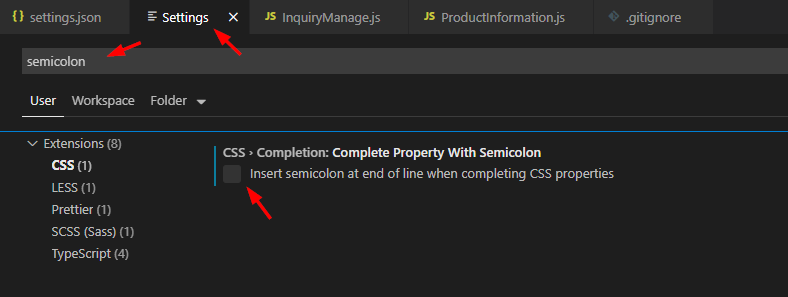 { } settings.json
Settings
JS InquiryManage.js
JS ProductInformation.js
.gitignore
semicolon
User
Workspace
Folder
Extensions (8)
CSS (1)
LESS (1)
Prettier (1)
SCSS (Sass) (1)
TypeScript (4)
CSS › Completion: Complete Property With Semicolon
Insert semicolon at end of line when completing CSS properties